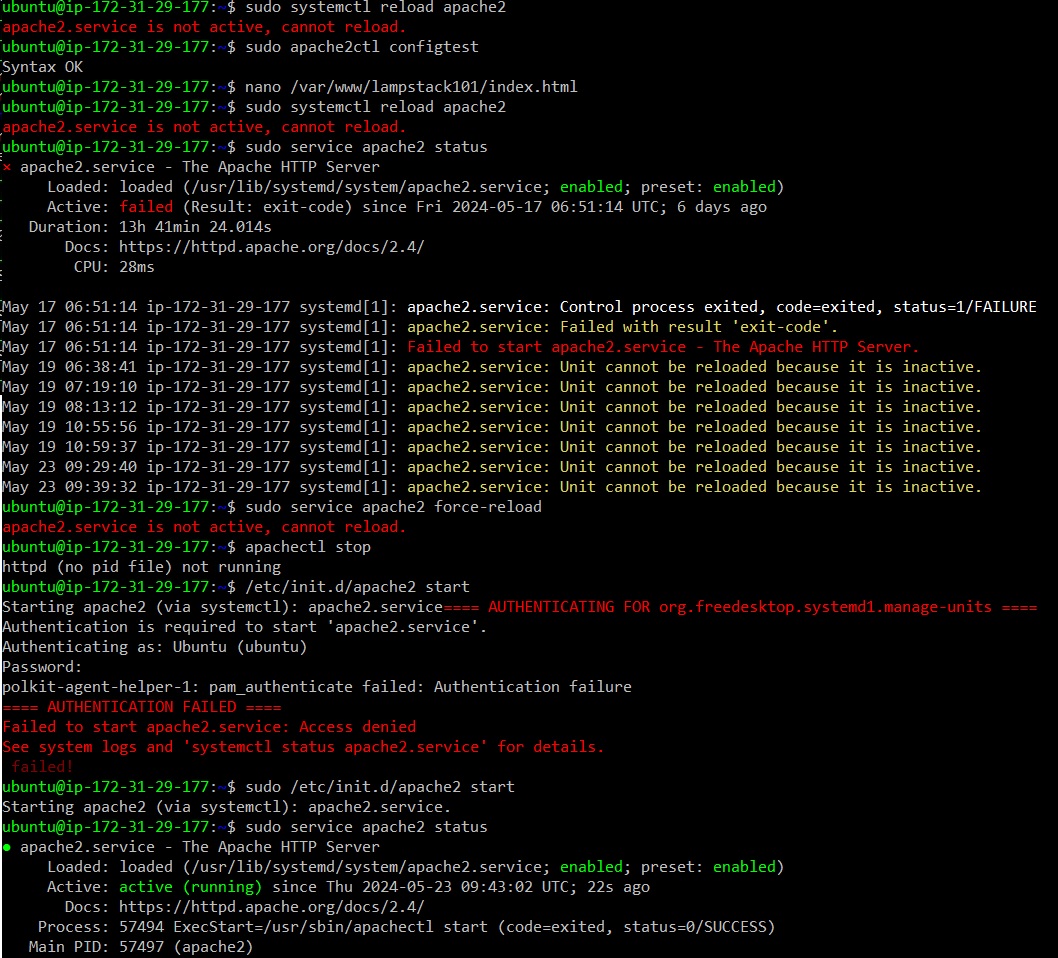 ubuntu@ip-172-31-29-177:~$ sudo systemctl reload apache2
apache2.service is not active, cannot reload.
ubuntu@ip-172-31-29-177:~$ sudo apache2ctl configtest
Syntax OK
ubuntu@ip-172-31-29-177:~$ nano /var/www/lampstack101/index.html
ubuntu@ip-172-31-29-177:~$ sudo systemctl reload apache2
apache2.service is not active, cannot reload.
ubuntu@ip-172-31-29-177:~$ sudo service apache2 status
× apache2.service - The Apache HTTP Server
     Loaded: loaded (/usr/lib/systemd/system/apache2.service; enabled; preset: enabled)
     Active: failed (Result: exit-code) since Fri 2024-05-17 06:51:14 UTC; 6 days ago
   Duration: 13h 41min 24.014s
       Docs: https://httpd.apache.org/docs/2.4/
        CPU: 28ms

May 17 06:51:14 ip-172-31-29-177 systemd[1]: apache2.service: Control process exited, code=exited, status=1/FAILURE
May 17 06:51:14 ip-172-31-29-177 systemd[1]: apache2.service: Failed with result 'exit-code'.
May 17 06:51:14 ip-172-31-29-177 systemd[1]: Failed to start apache2.service - The Apache HTTP Server.
May 19 06:38:41 ip-172-31-29-177 systemd[1]: apache2.service: Unit cannot be reloaded because it is inactive.
May 19 07:19:10 ip-172-31-29-177 systemd[1]: apache2.service: Unit cannot be reloaded because it is inactive.
May 19 08:13:12 ip-172-31-29-177 systemd[1]: apache2.service: Unit cannot be reloaded because it is inactive.
May 19 10:55:56 ip-172-31-29-177 systemd[1]: apache2.service: Unit cannot be reloaded because it is inactive.
May 19 10:59:37 ip-172-31-29-177 systemd[1]: apache2.service: Unit cannot be reloaded because it is inactive.
May 23 09:29:40 ip-172-31-29-177 systemd[1]: apache2.service: Unit cannot be reloaded because it is inactive.
May 23 09:39:32 ip-172-31-29-177 systemd[1]: apache2.service: Unit cannot be reloaded because it is inactive.
ubuntu@ip-172-31-29-177:~$ sudo service apache2 force-reload
apache2.service is not active, cannot reload.
ubuntu@ip-172-31-29-177:~$ apachectl stop
httpd (no pid file) not running
ubuntu@ip-172-31-29-177:~$ /etc/init.d/apache2 start
Starting apache2 (via systemctl): apache2.service==== AUTHENTICATING FOR org.freedesktop.systemd1.manage-units ====
Authentication is required to start 'apache2.service'.
Authenticating as: Ubuntu (ubuntu)
Password:
polkit-agent-helper-1: pam_authenticate failed: Authentication failure
==== AUTHENTICATION FAILED ====
Failed to start apache2.service: Access denied
See system logs and 'systemctl status apache2.service' for details.
 failed!
ubuntu@ip-172-31-29-177:~$ sudo /etc/init.d/apache2 start
Starting apache2 (via systemctl): apache2.service.
ubuntu@ip-172-31-29-177:~$ sudo service apache2 status
● apache2.service - The Apache HTTP Server
     Loaded: loaded (/usr/lib/systemd/system/apache2.service; enabled; preset: enabled)
     Active: active (running) since Thu 2024-05-23 09:43:02 UTC; 22s ago
       Docs: https://httpd.apache.org/docs/2.4/
    Process: 57494 ExecStart=/usr/sbin/apachectl start (code=exited, status=0/SUCCESS)
   Main PID: 57497 (apache2)